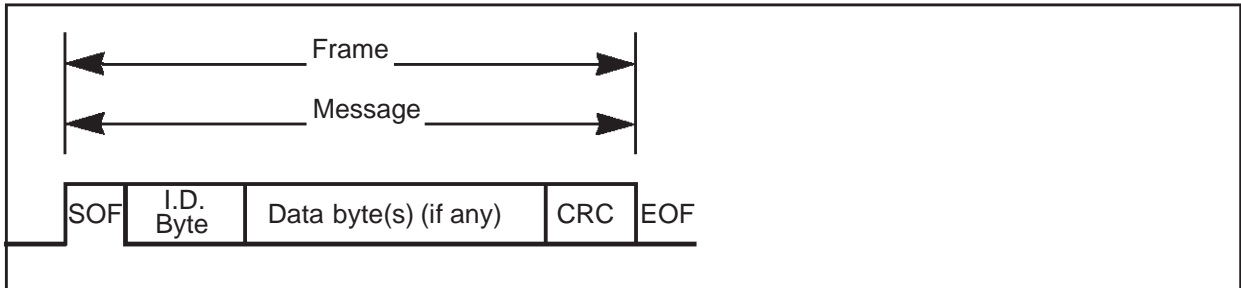 Frame
Message
SOF
I.D.
Byte
Data byte(s) (if any)
CRC
EOF